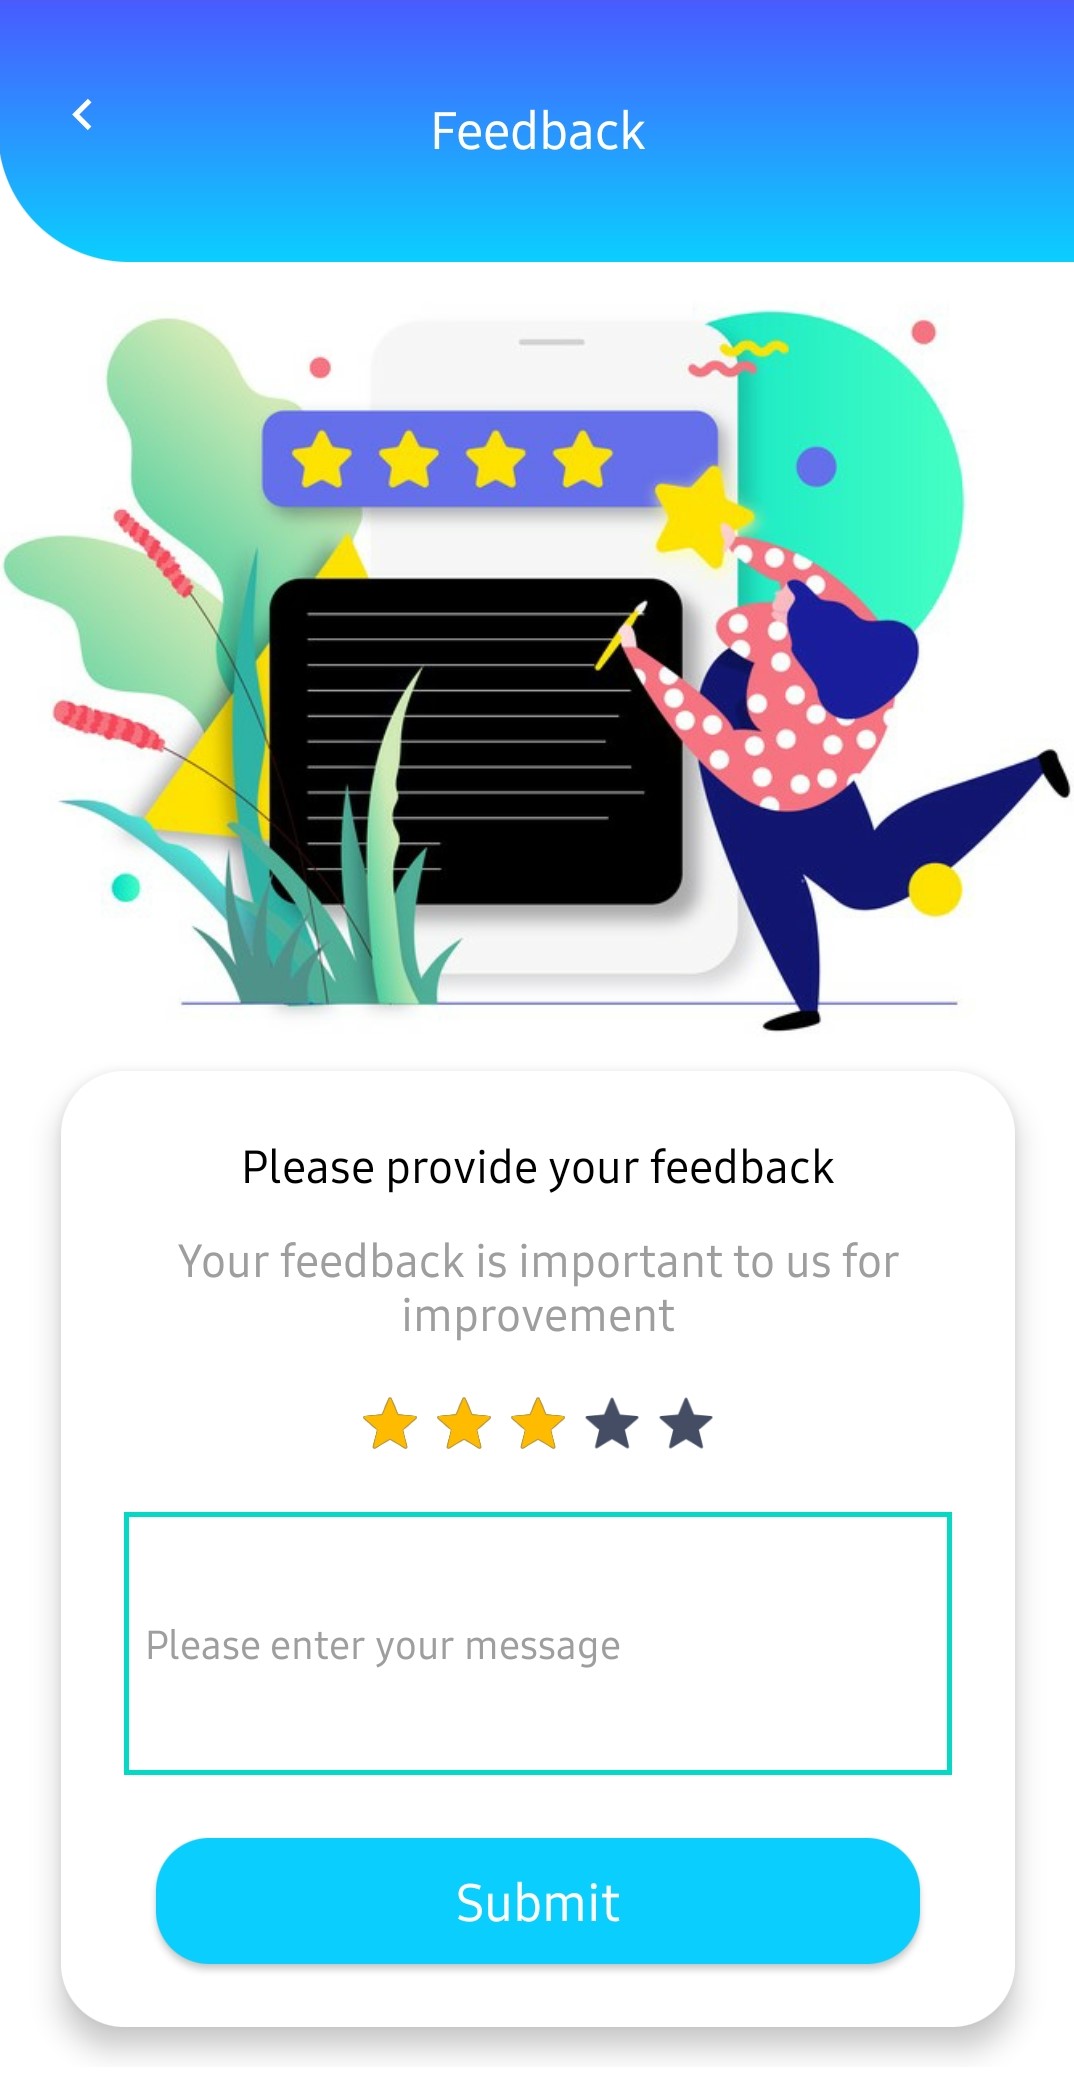 Feedback
Please provide your feedback
Your feedback is important to us for
improvement
Please enter your message
Submit